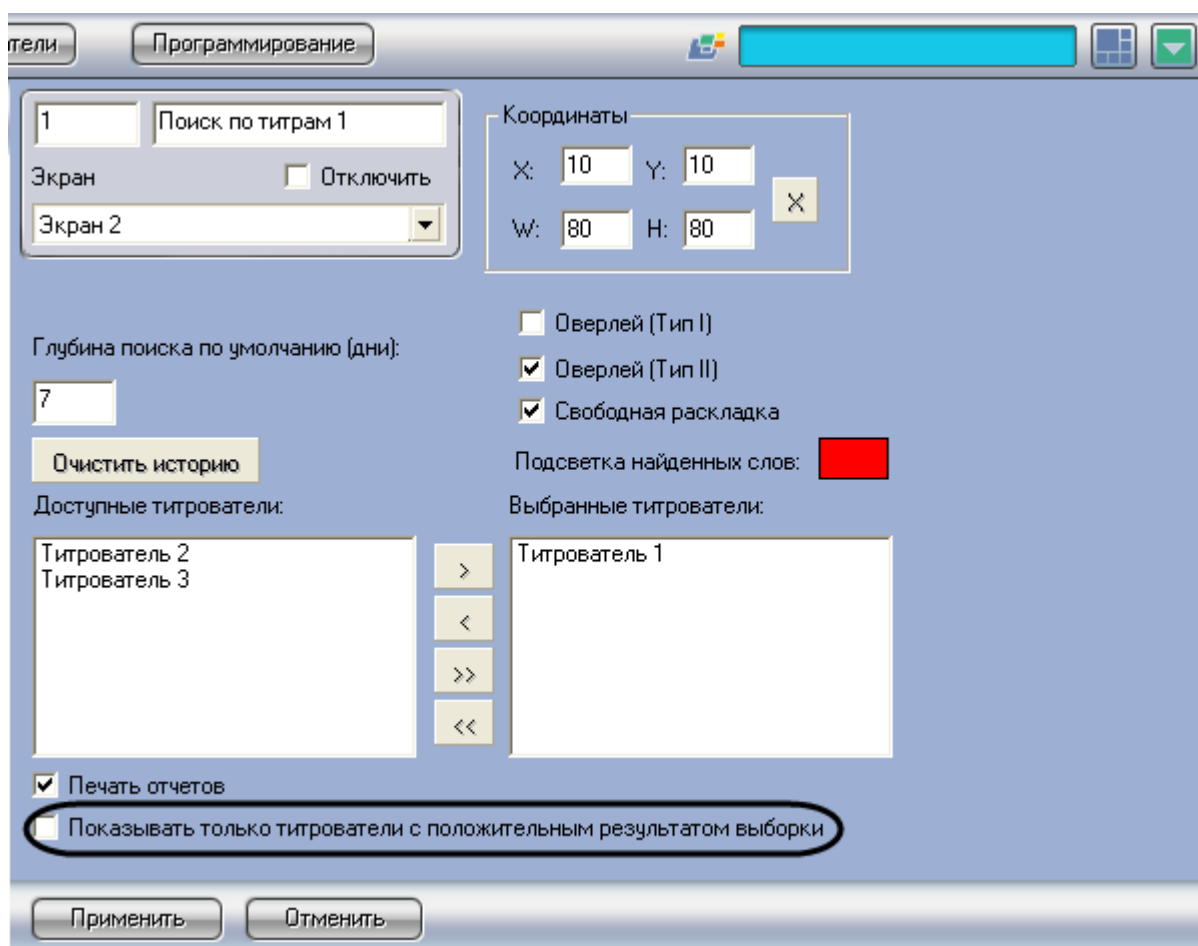 тели Программирование
1 Поиск по титрам 1
Экран Отключить
Экран 2
Координаты
X: 10 Y: 10
X
W: 80 H: 80
Оверлей (Тип I)
Глубина поиска по умолчанию (дни):
Оверлей (Тип II)
7
Свободная раскладка
Очистить историю
Подсветка найденных слов:
Доступные титрователи:
Выбранные титрователи:
Титрователь 2
Титрователь 3
>
<
>>
<<
Титрователь 1
Печать отчетов
Показывать только титрователи с положительным результатом выборки
Применить Отменить